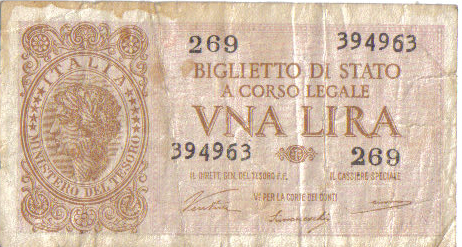 ITALIA
MINISTERO DEL TESORO
269 394963
BIGLIETTO DI STATO
A CORSO LEGALE
VNA LIRA
394963 269
IL DIRETT. GEN. DEL TESORO F.F. IL CASSIERE SPECIALE
Vº PER LA CORTE DEI CONTI